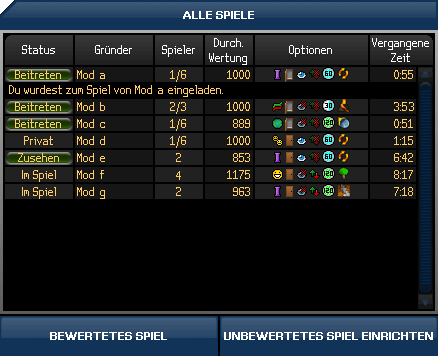 ALLE SPIELE
Status Gründer Spieler Durch. Wertung Optionen Vergangene Zeit
Beitreten Mod a 1/6 1000 0:55
Du wurdest zum Spiel von Mod a eingeladen.
Beitreten Mod b 2/3 1000 3:53
Beitreten Mod c 1/6 889 0:51
Privat Mod d 1/6 1000 1:15
Zusehen Mod e 2 853 6:42
Im Spiel Mod f 4 1175 8:17
Im Spiel Mod g 2 963 7:18
BEWERTETES SPIEL UNBEWERTETES SPIEL EINRICHTEN